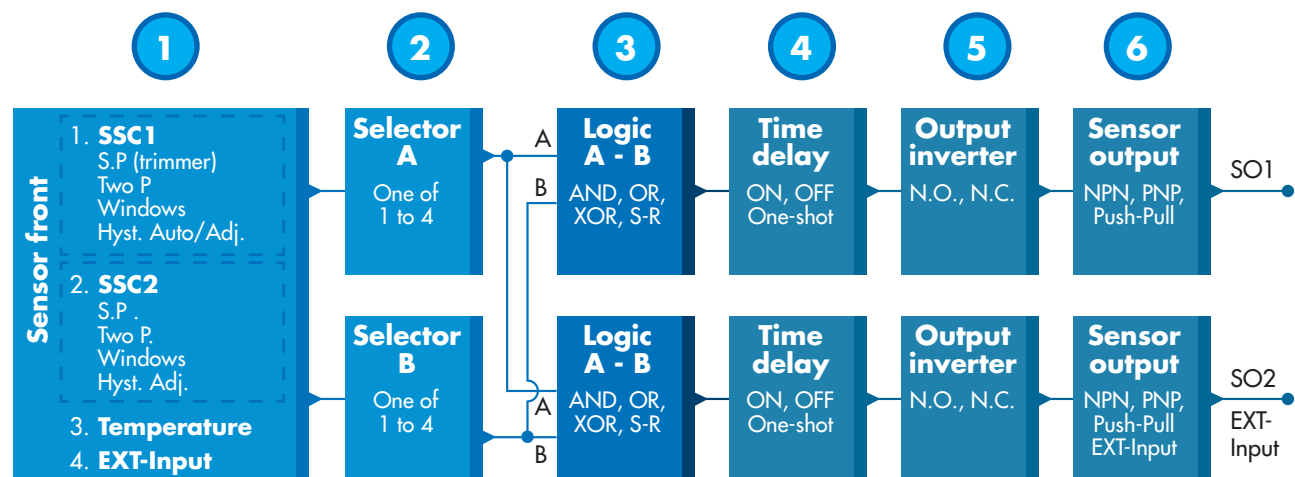 1
2
3
4
5
6
Sensor front
1. SSC1
S.P (trimmer)
Two P
Windows
Hyst. Auto/Adj.
2. SSC2
S.P .
Two P.
Windows
Hyst. Adj.
3. Temperature
4. EXT-Input
Selector
A
One of
1 to 4
Selector
B
One of
1 to 4
A
B
A
B
Logic
A - B
AND, OR,
XOR, S-R
Time
delay
ON, OFF
One-shot
Output
inverter
N.O., N.C.
Sensor
output
NPN, PNP,
Push-Pull
SO1
Logic
A - B
AND, OR,
XOR, S-R
Time
delay
ON, OFF
One-shot
Output
inverter
N.O., N.C.
Sensor
output
NPN, PNP,
Push-Pull
EXT-Input
SO2
EXT-
Input